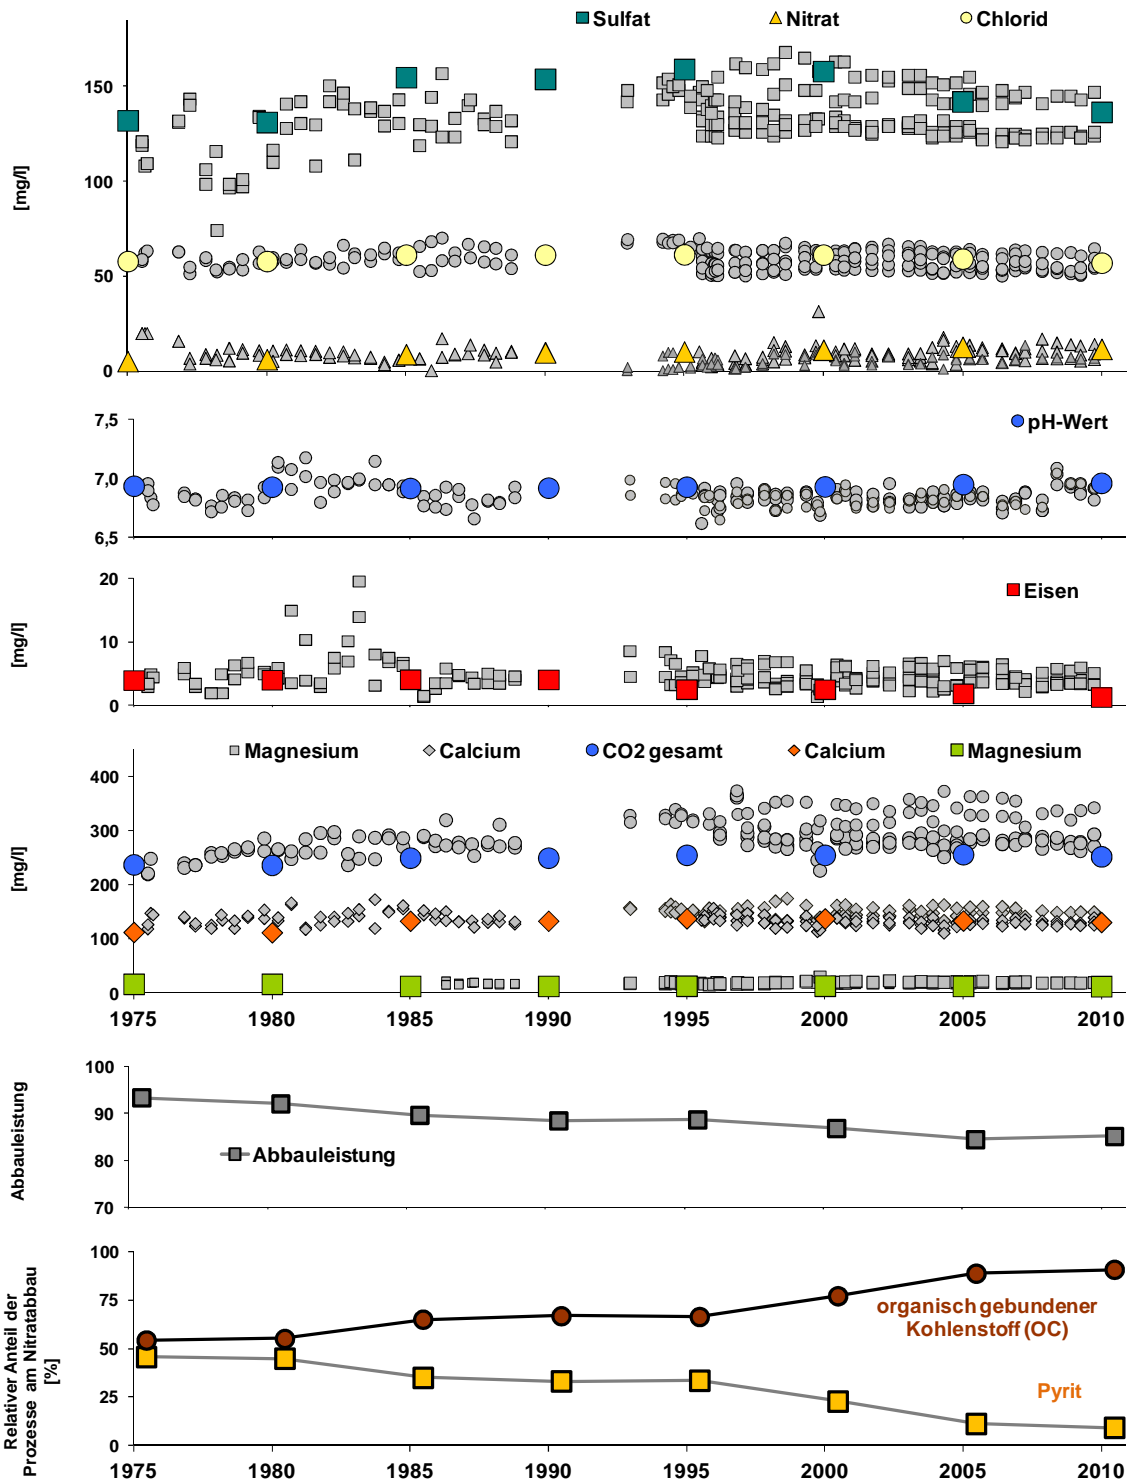 Sulfat Nitrat Chlorid
150
100
50
0
[mg/l]
7,5
7,0
6,5
pH-Wert
20
10
0
[mg/l]
Eisen
Magnesium Calcium CO2 gesamt Calcium Magnesium
400
300
200
100
0
[mg/l]
1975 1980 1985 1990 1995 2000 2005 2010
100
90
80
70
Abbauleistung
Abbauleistung
100
75
50
25
0
Relativer Anteil der
Prozesse am Nitratabbau
[%]
organisch gebundener
Kohlenstoff (OC)
Pyrit
1975 1980 1985 1990 1995 2000 2005 2010